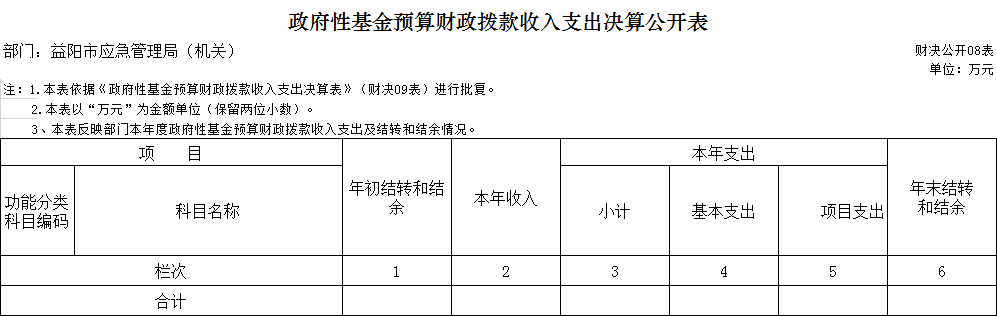 政府性基金预算财政拨款收入支出决算公开表
部门：益阳市应急管理局（机关）
财决公开08表
单位：万元
注：1.本表依据《政府性基金预算财政拨款收入支出决算表》（财决09表）进行批复。
2.本表以“万元”为金额单位（保留两位小数）。
3、本表反映部门本年度政府性基金预算财政拨款收入支出及结转和结余情况。
项 目
年初结转和结
余
本年收入
本年支出
年末结转
和结余
功能分类
科目编码
科目名称
小计
基本支出
项目支出
栏次 1 2 3 4 5 6
合计